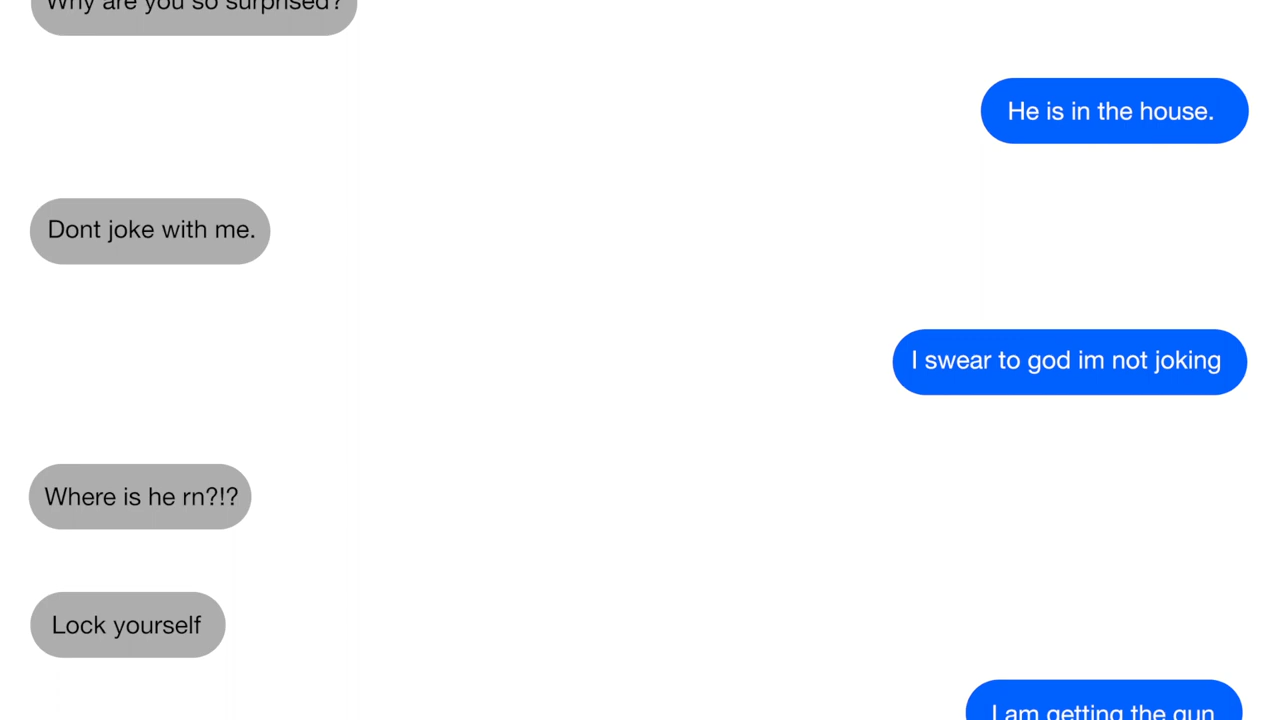 Why are you so surprised?
He is in the house.
Dont joke with me.
I swear to god im not joking
Where is he rn?!?
Lock yourself
I am getting the gun